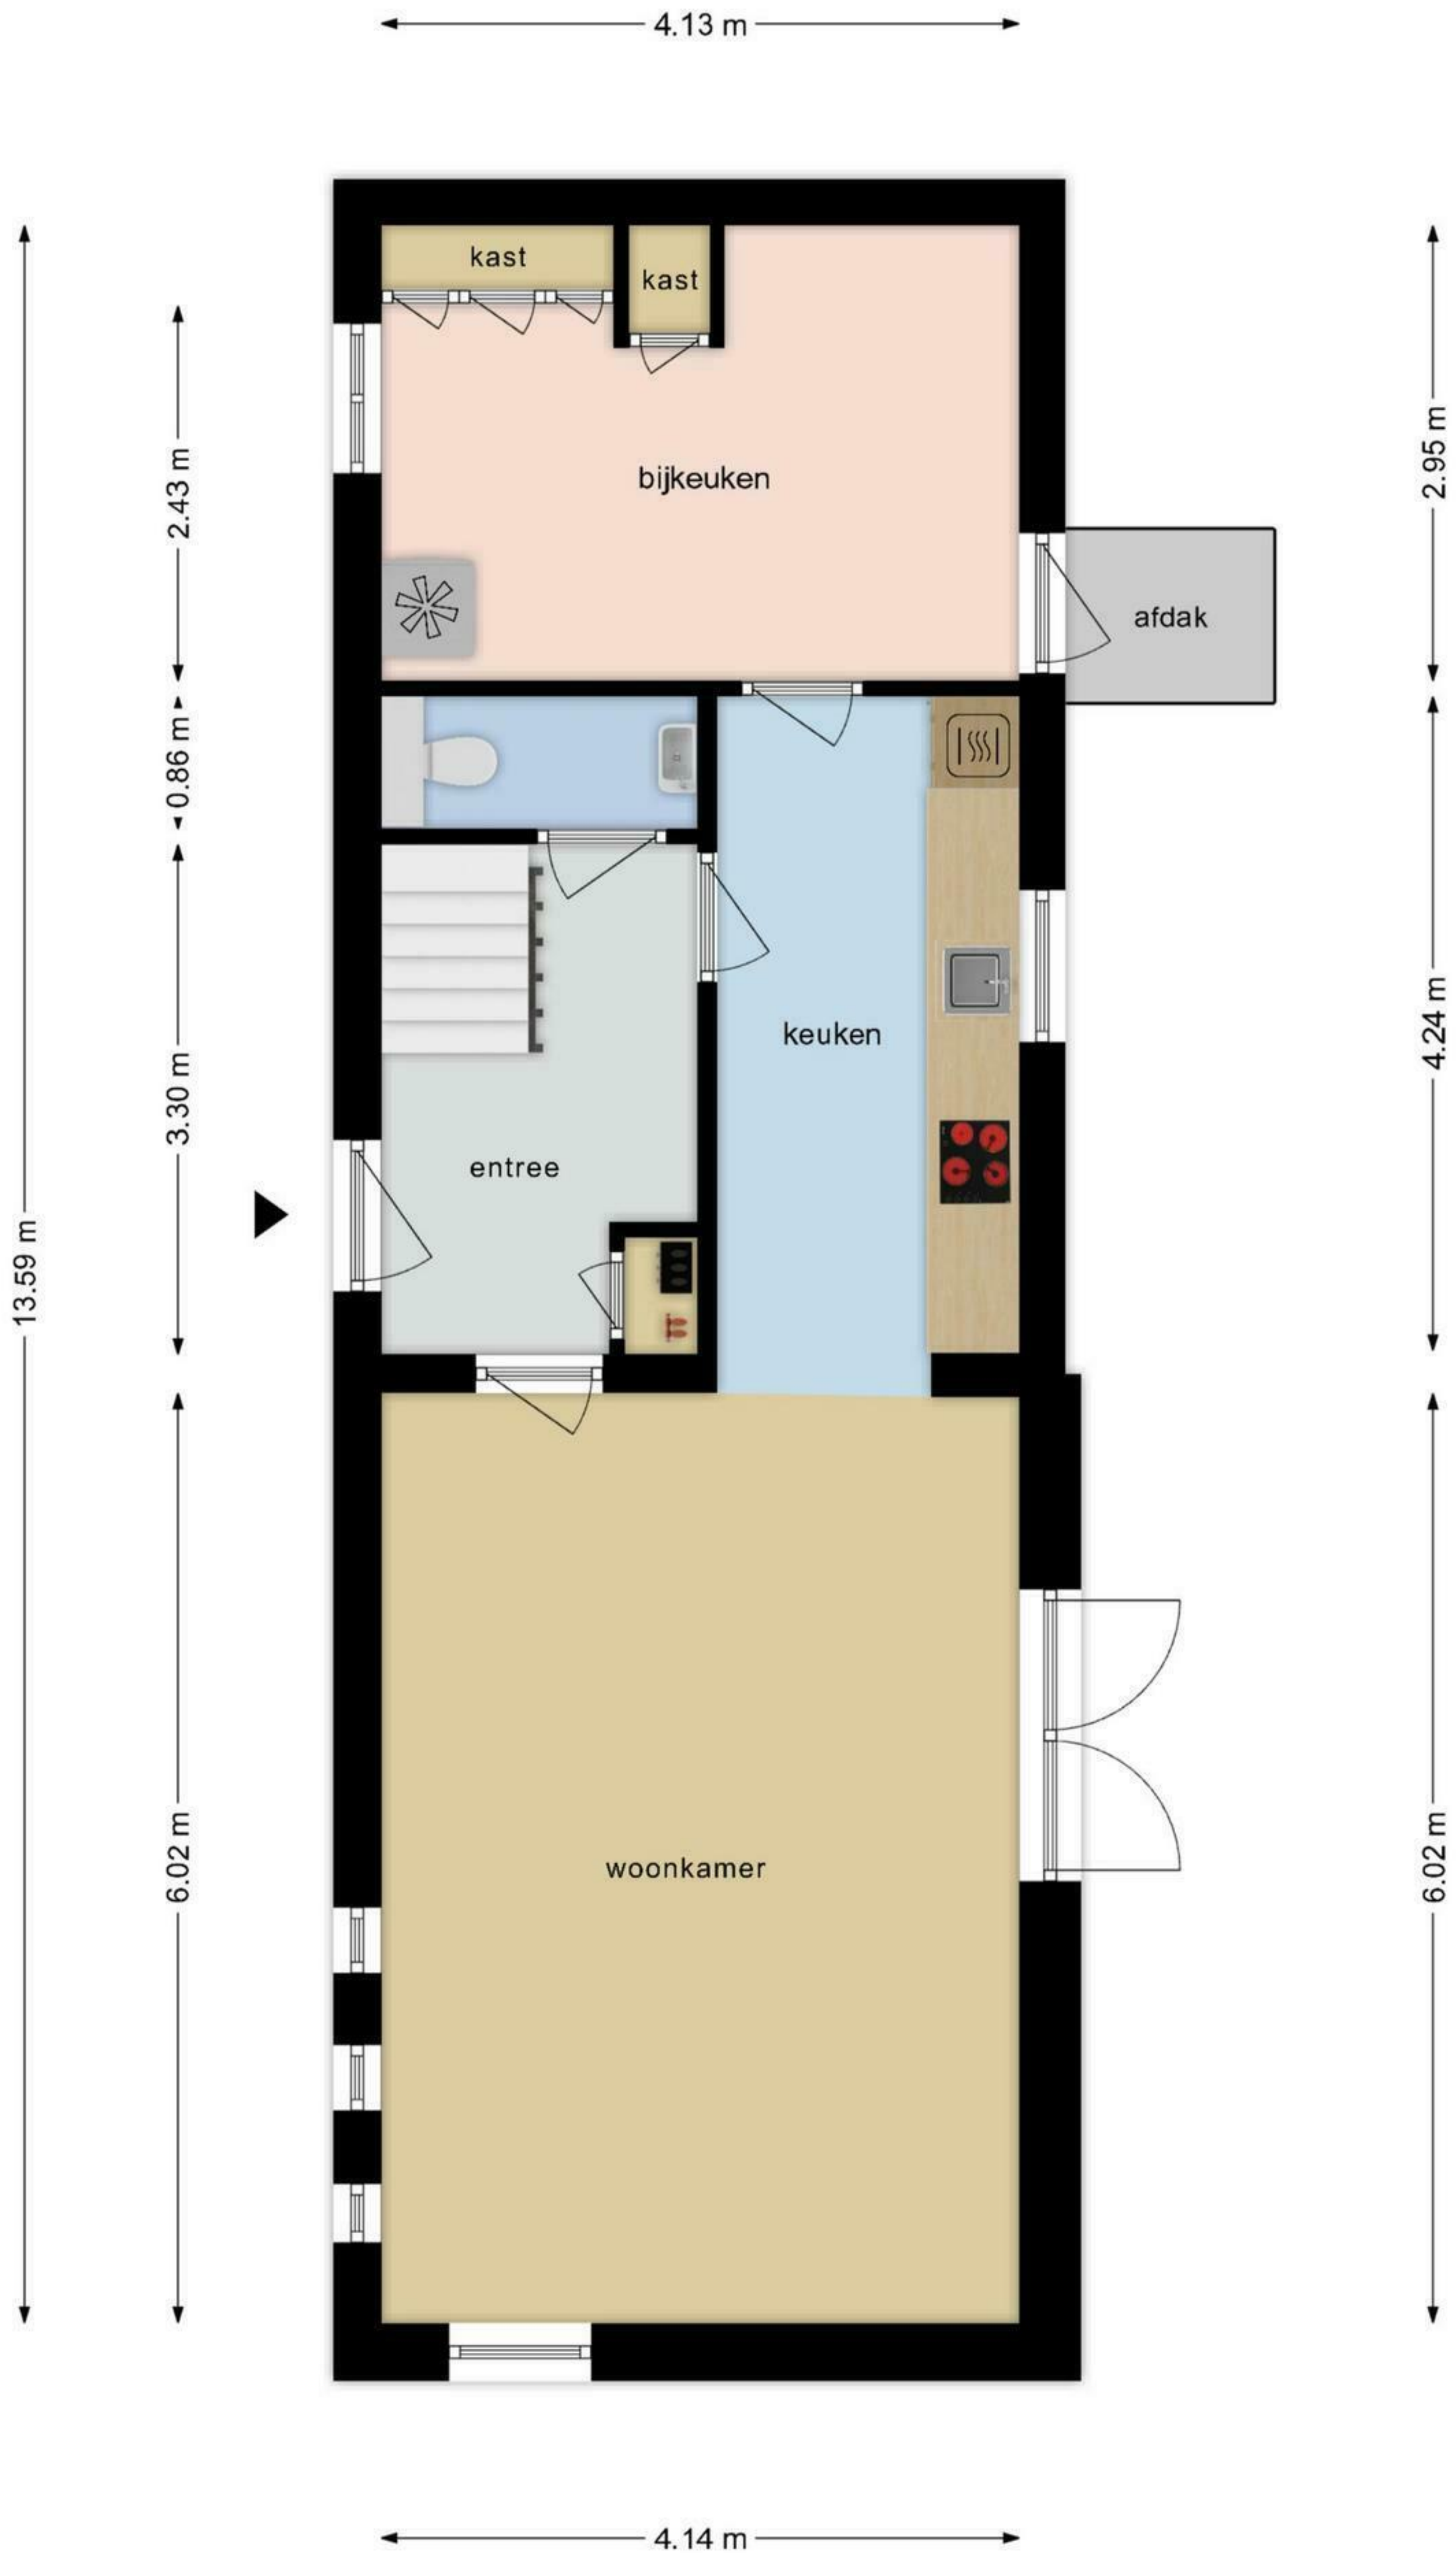 4.13 m
kast
kast
2.43 m
2.95 m
bijkeuken
afdak
0.86 m
keuken
4.24 m
3.30 m
entree
13.59 m
woonkamer
6.02 m
6.02 m
4.14 m